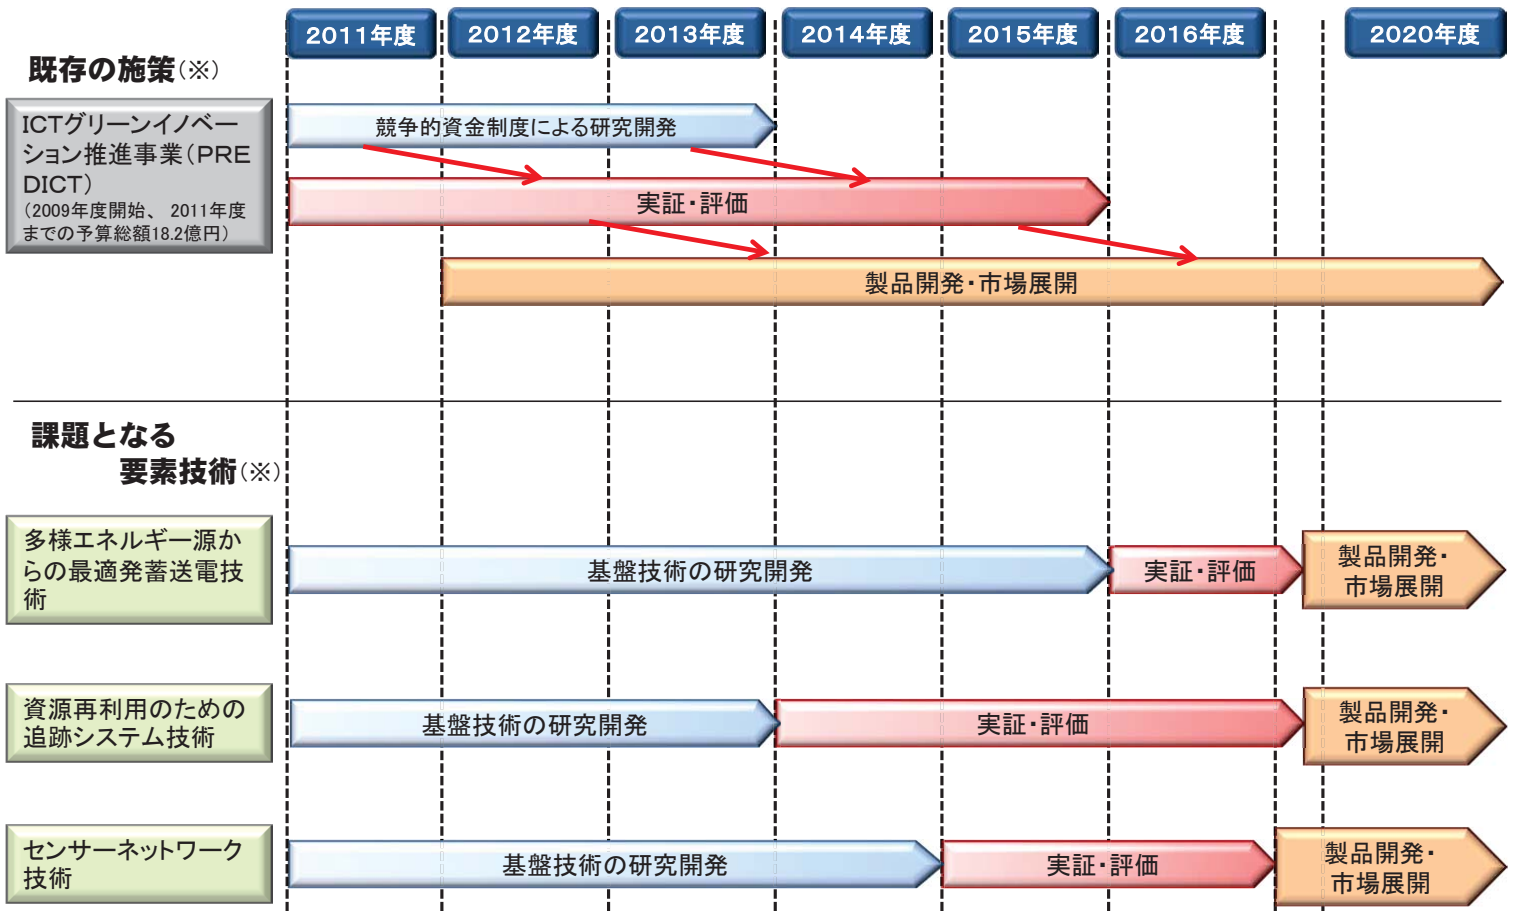 2011年度
2012年度
2013年度
2014年度
2015年度
2016年度
2020年度
既存の施策(※)
ICTグリーンイノベー
ション推進事業(PRE
DICT)
(2009年度開始、 2011年度
までの予算総額18.2億円)
競争的資金制度による研究開発
実証・評価
製品開発・市場展開
課題となる
要素技術(※)
多様エネルギー源か
らの最適発蓄送電技
術
基盤技術の研究開発
実証・評価
製品開発・
市場展開
資源再利用のための
追跡システム技術
基盤技術の研究開発
実証・評価
製品開発・
市場展開
センサーネットワーク
技術
基盤技術の研究開発
実証・評価
製品開発・
市場展開